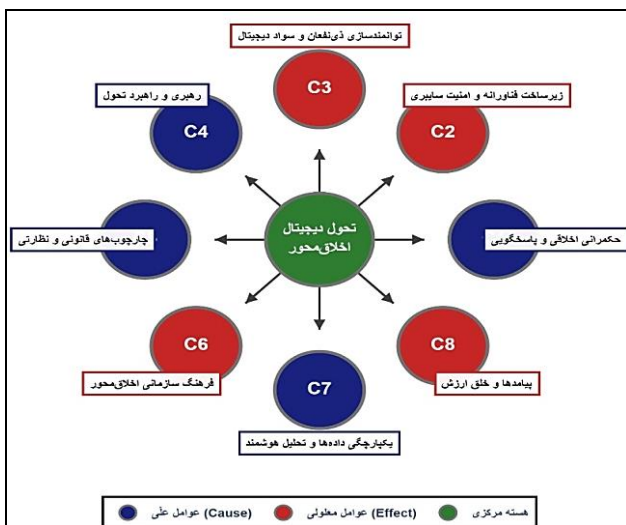 توانمندسازی ذی‌نفعان و سواد دیجیتال
C3
زیرساخت فناورانه و امنیت سایبری
C2
رهبری و راهبرد تحول
C4
تحول دیجیتال
اخلاق‌محور
حکمرانی اخلاقی و پاسخگویی
چارچوب‌های قانونی و نظارتی
C8
پیامدها و خلق ارزش
C6
فرهنگ سازمانی اخلاق‌محور
C7
یکپارچگی داده‌ها و تحلیل هوشمند
هسته مرکزی
عوامل معلولی (Effect)
عوامل علّی (Cause)